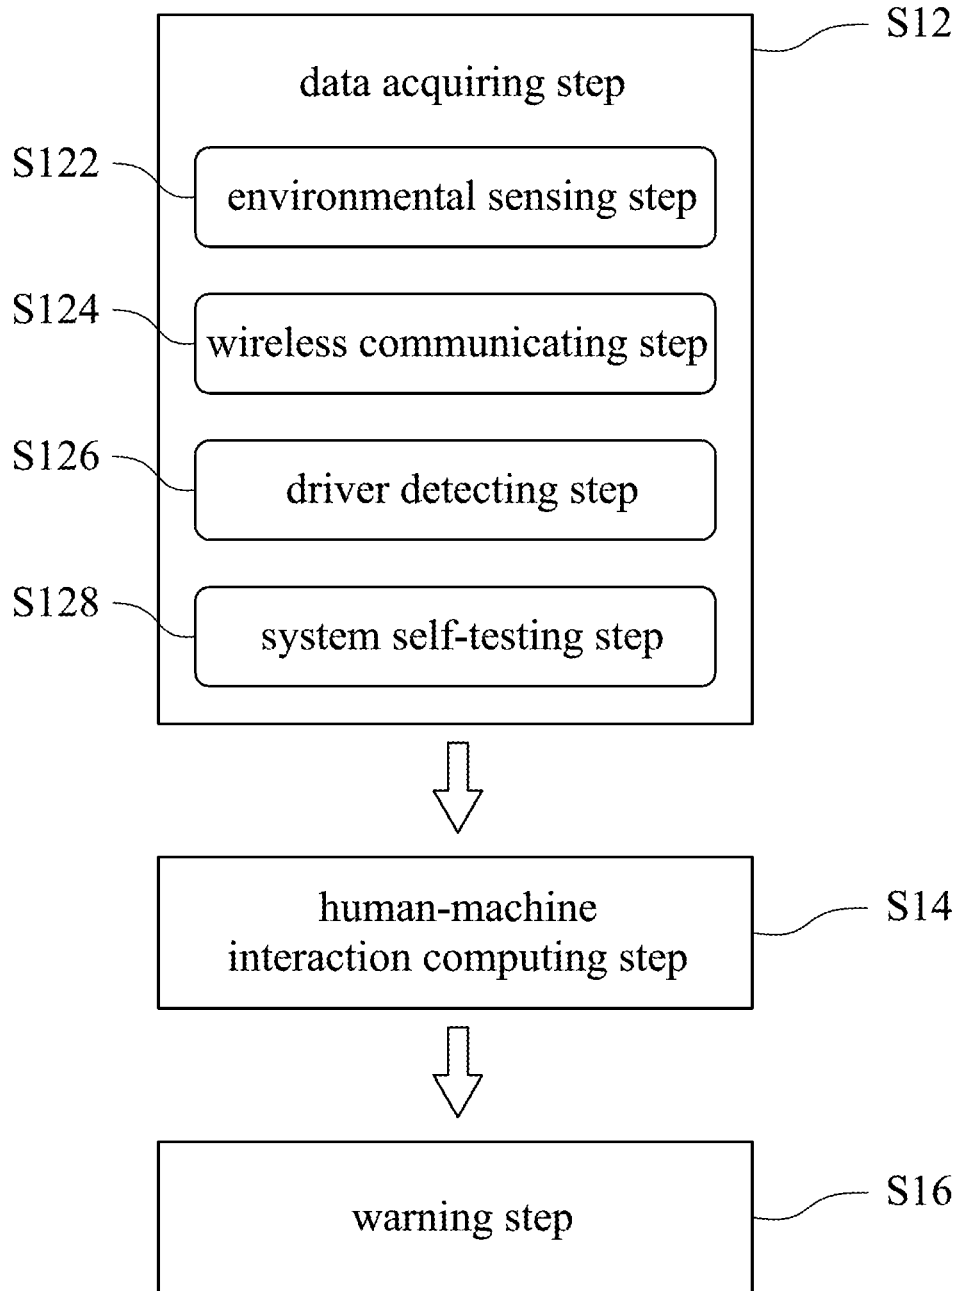 S12
data acquiring step
S122
environmental sensing step
S124
wireless communicating step
S126
driver detecting step
S128
system self-testing step
human-machine
interaction computing step
S14
warning step
S16